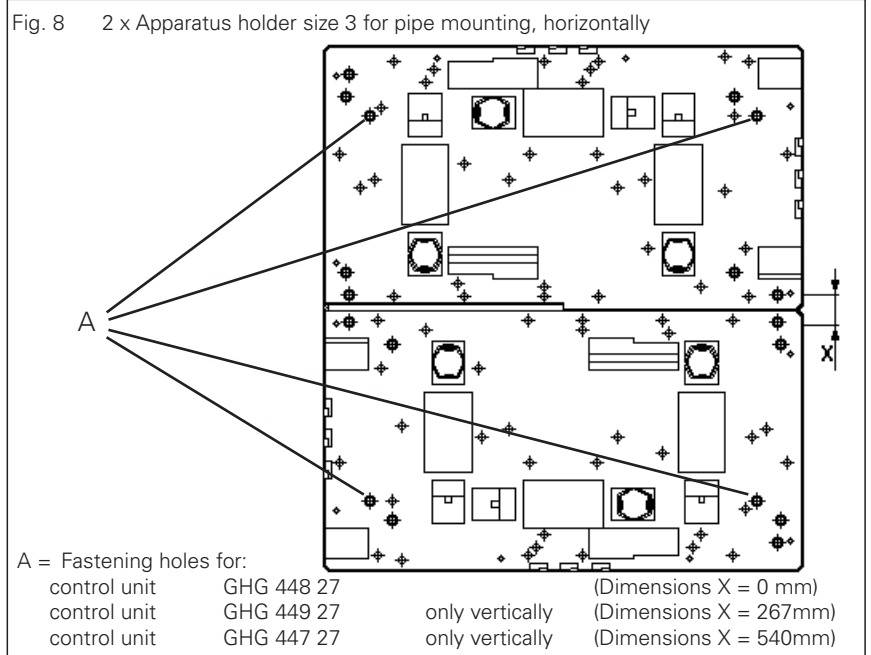 Fig. 8 2 x Apparatus holder size 3 for pipe mounting, horizontally
A
X
A = Fastening holes for:
control unit GHG 448 27 (Dimensions X = 0 mm)
control unit GHG 449 27 only vertically (Dimensions X = 267mm)
control unit GHG 447 27 only vertically (Dimensions X = 540mm)